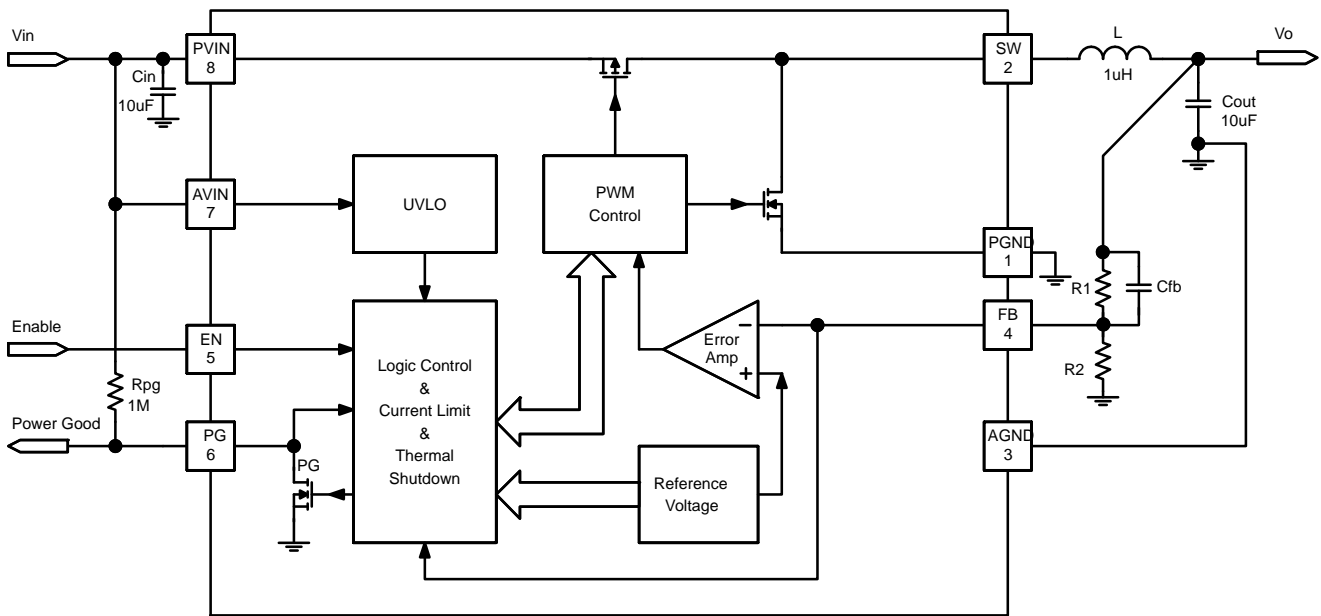 Vin
PVIN
8
Cin
10uF
SW
2
L
1uH
Vo
Cout
10uF
AVIN
7
UVLO
PWM
Control
PGND
1
R1
Cfb
Enable
EN
5
Logic Control
&
Current Limit
&
Thermal
Shutdown
Error
Amp
−
+
FB
4
R2
Rpg
1M
Power Good
PG
6
PG
Reference
Voltage
AGND
3